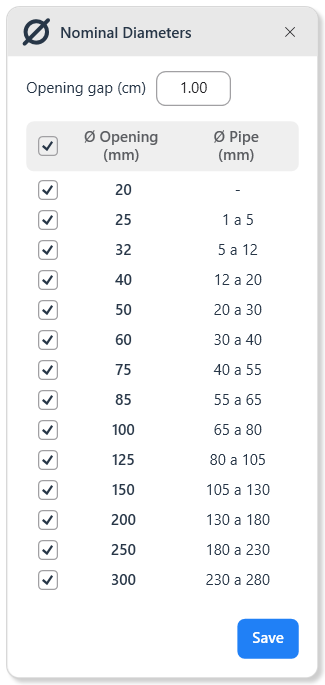 Nominal Diameters
Opening gap (cm) 1.00
Ø Opening (mm) Ø Pipe (mm)
20 -
25 1 a 5
32 5 a 12
40 12 a 20
50 20 a 30
60 30 a 40
75 40 a 55
85 55 a 65
100 65 a 80
125 80 a 105
150 105 a 130
200 130 a 180
250 180 a 230
300 230 a 280
Save